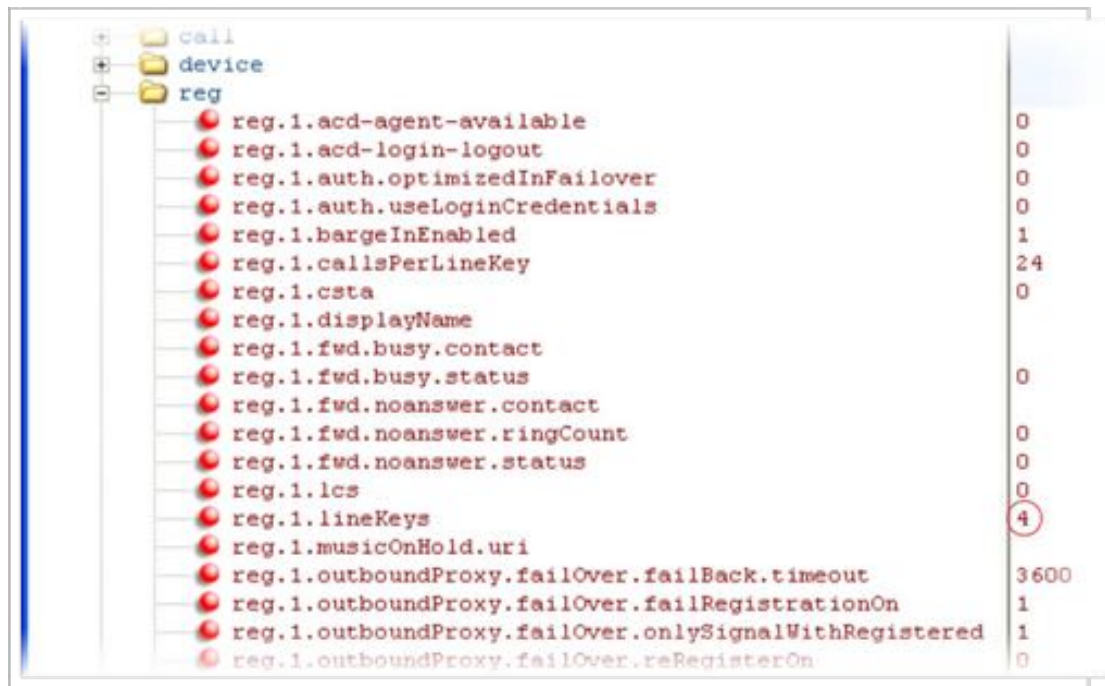 call
device
reg
reg.1.acd-agent-available 0
reg.1.acd-login-logout 0
reg.1.auth.optimizedInFailover 0
reg.1.auth.useLoginCredentials 0
reg.1.bargeInEnabled 1
reg.1.callsPerLineKey 24
reg.1.csta 0
reg.1.displayName
reg.1.fwd.busy.contact
reg.1.fwd.busy.status 0
reg.1.fwd.noanswer.contact
reg.1.fwd.noanswer.ringCount 0
reg.1.fwd.noanswer.status 0
reg.1.lcs 0
reg.1.lineKeys 4
reg.1.musicOnHold.uri
reg.1.outboundProxy.failOver.failBack.timeout 3600
reg.1.outboundProxy.failOver.failRegistrationOn 1
reg.1.outboundProxy.failOver.onlySignalWithRegistered 1
reg.1.outboundProxy.failOver.reRegisterOn 0